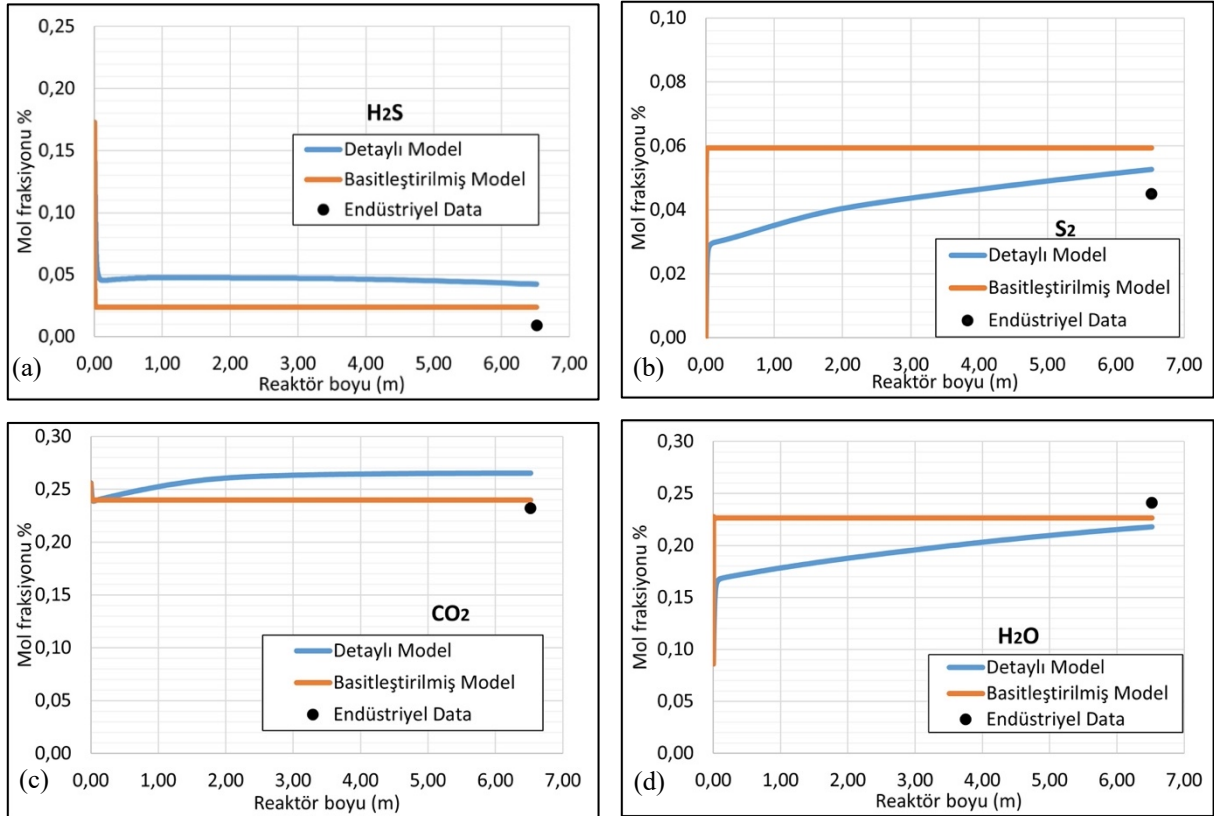 0,25
0,20
0,15
0,10
0,05
0,00
Mol fraksiyonu %
H2S
Detaylı Model
Basitleştirilmiş Model
Endüstriyel Data
0,00 1,00 2,00 3,00 4,00 5,00 6,00 7,00
Reaktör boyu (m)
(a)
0,10
0,08
0,06
0,04
0,02
0,00
Mol fraksiyonu %
S2
Detaylı Model
Basitleştirilmiş Model
Endüstriyel Data
0,00 1,00 2,00 3,00 4,00 5,00 6,00 7,00
Reaktör boyu (m)
(b)
0,30
0,25
0,20
0,15
0,10
0,05
0,00
Mol fraksiyonu %
CO2
Detaylı Model
Basitleştirilmiş Model
Endüstriyel Data
0,00 1,00 2,00 3,00 4,00 5,00 6,00 7,00
Reaktör boyu (m)
(c)
0,30
0,25
0,20
0,15
0,10
0,05
0,00
Mol fraksiyonu %
H2O
Detaylı Model
Basitleştirilmiş Model
Endüstriyel Data
0,00 1,00 2,00 3,00 4,00 5,00 6,00 7,00
Reaktör boyu (m)
(d)